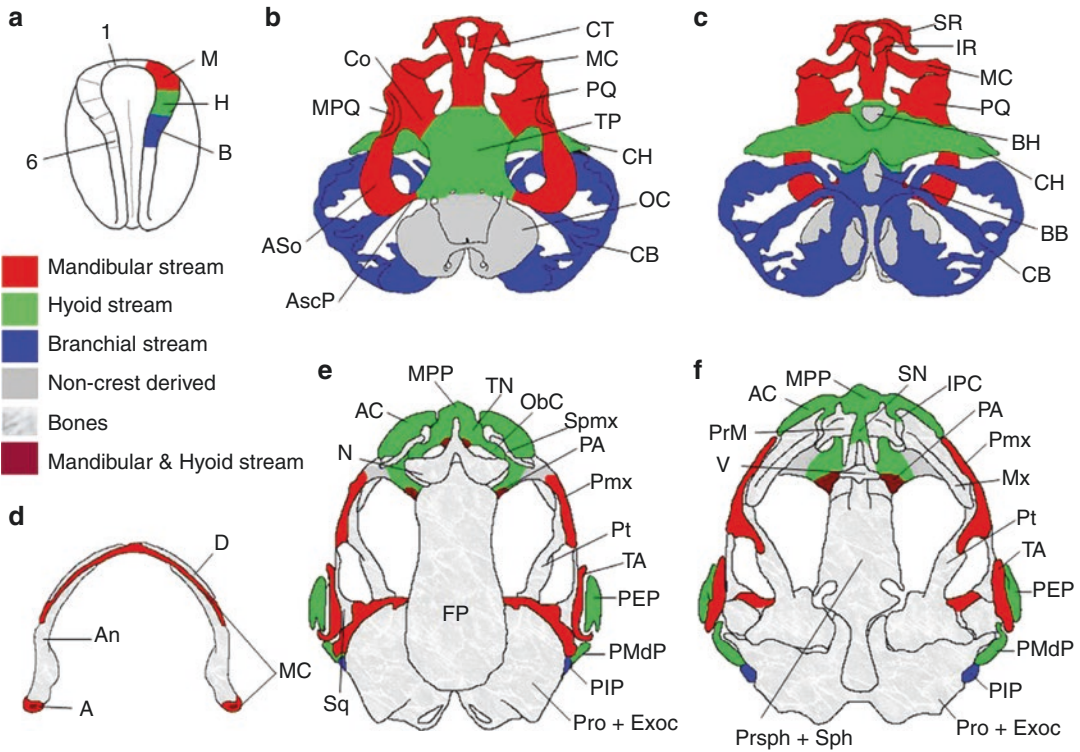 a
1
M
H
B
6
b
CT
MC
Co
PQ
MPQ
TP
CH
OC
ASo
CB
AscP
c
SR
IR
MC
PQ
BH
CH
BB
CB
Mandibular stream
Hyoid stream
Branchial stream
Non-crest derived
Bones
Mandibular & Hyoid stream
d
D
An
MC
A
e
MPP
TN
ObC
AC
Spmx
PA
N
Pmx
Pt
TA
PEP
FP
PMdP
PIP
Sq
Pro + Exoc
f
SN
MPP
IPC
AC
PA
PrM
Pmx
V
Mx
Pt
TA
PEP
PMdP
PIP
Pro + Exoc
Prsph + Sph